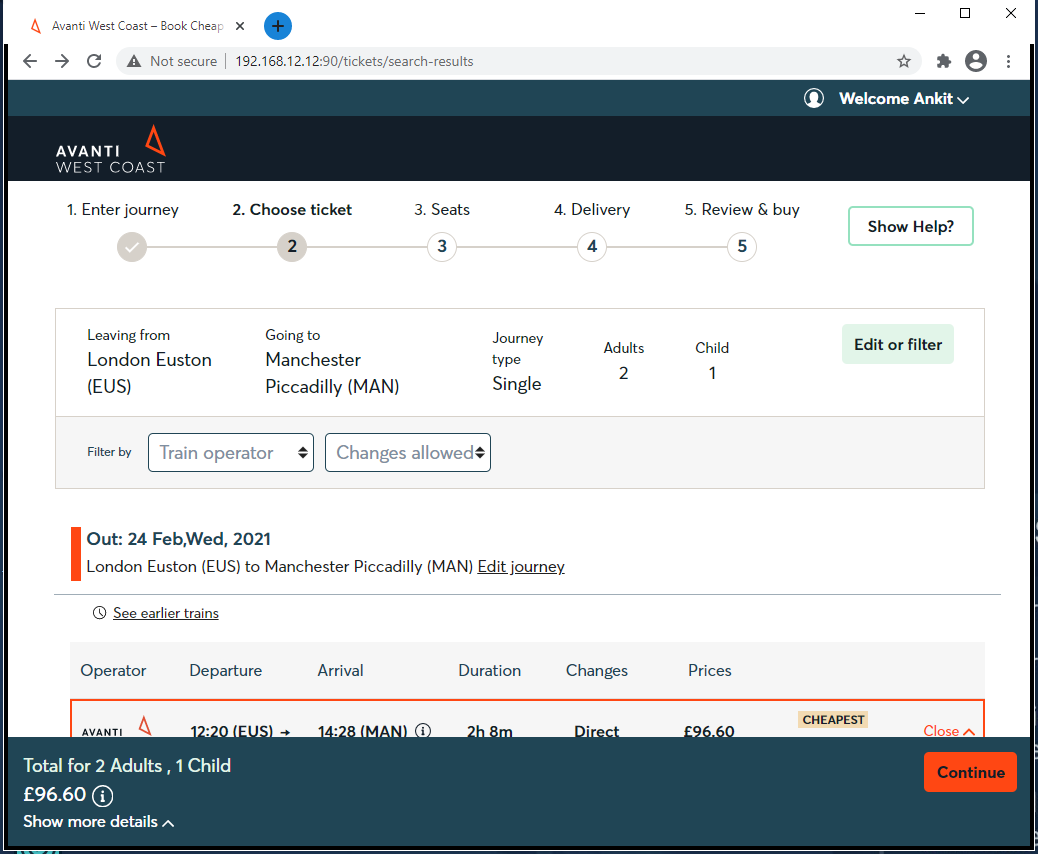 Avanti West Coast – Book Cheap
Not secure | 192.168.12.12:90/tickets/search-results
Welcome Ankit
AVANTI
WEST COAST
1. Enter journey 2. Choose ticket 3. Seats 4. Delivery 5. Review & buy
2 3 4 5
Show Help?
Leaving from
London Euston
(EUS)
Going to
Manchester
Piccadilly (MAN)
Journey
type
Single
Adults
2
Child
1
Edit or filter
Filter by Train operator Changes allowed
Out: 24 Feb,Wed, 2021
London Euston (EUS) to Manchester Piccadilly (MAN) Edit journey
See earlier trains
Operator Departure Arrival Duration Changes Prices
CHEAPEST
AVANTI 12:20 (EUS) → 14:28 (MAN) 2h 8m Direct £96.60 Close
Total for 2 Adults , 1 Child
£96.60
Show more details
Continue